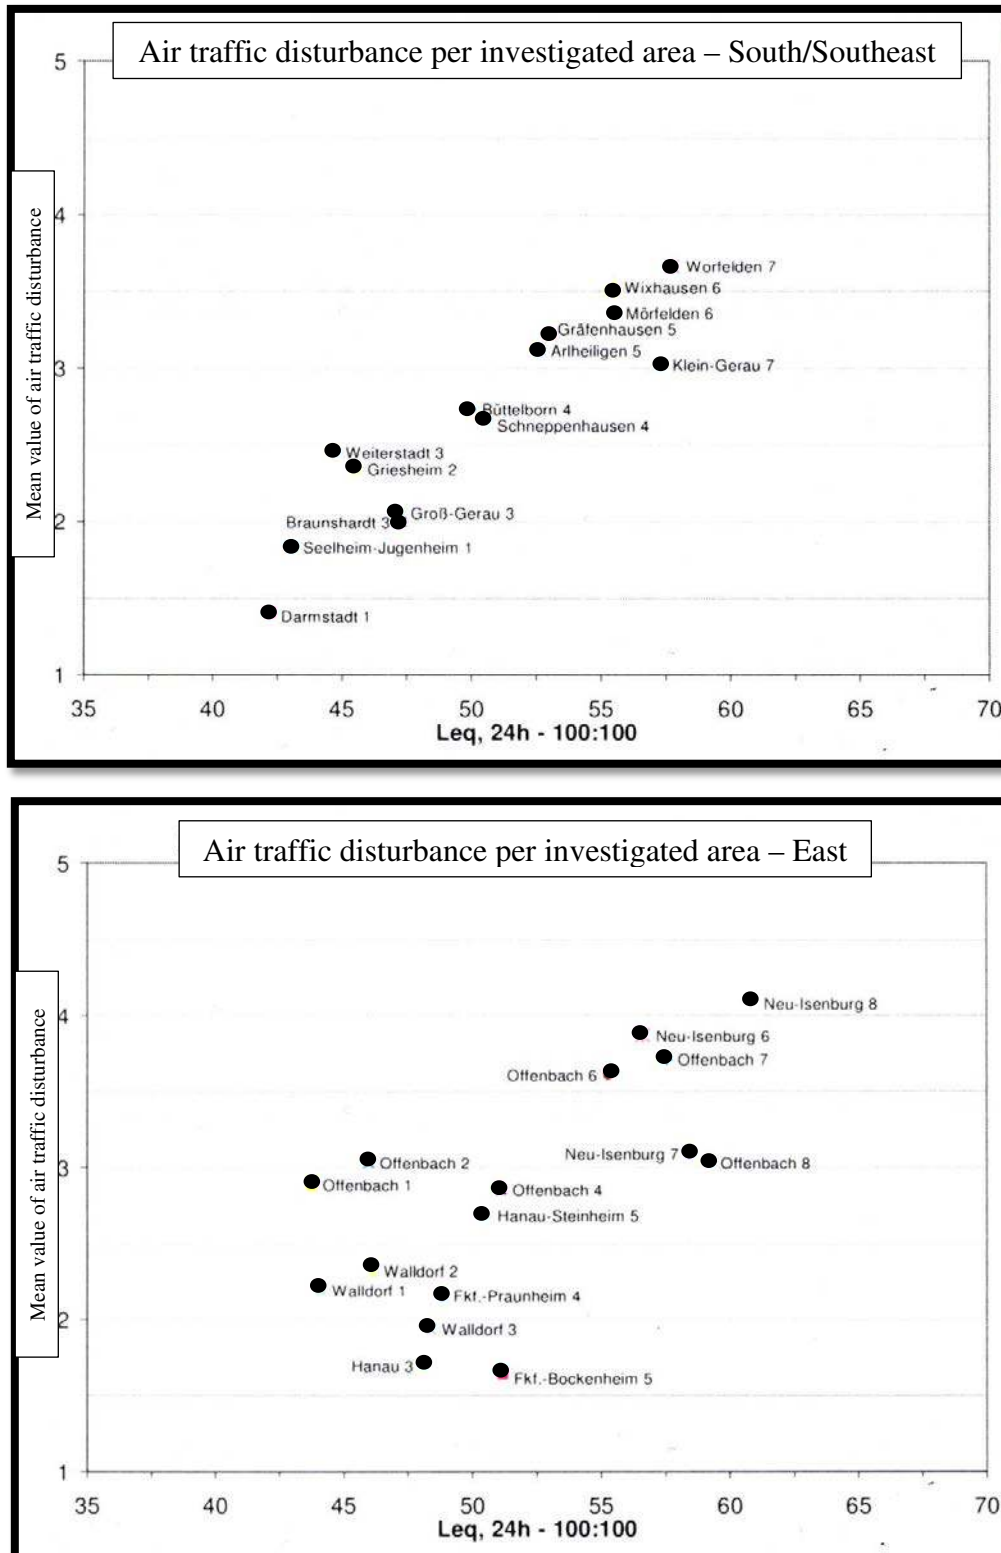 Air traffic disturbance per investigated area – South/Southeast
Mean value of air traffic disturbance
5
4
3
2
1
Worfelden 7
Wixhausen 6
Mörfelden 6
Gräfenhausen 5
Arlheiligen 5
Klein-Gerau 7
Büttelborn 4
Schneppenhausen 4
Weiterstadt 3
Griesheim 2
Groß-Gerau 3
Braunshardt 3
Seelheim-Jugenheim 1
Darmstadt 1
35 40 45 50 55 60 65 70
Leq, 24h - 100:100
Air traffic disturbance per investigated area – East
Mean value of air traffic disturbance
5
4
3
2
1
Neu-Isenburg 8
Neu-Isenburg 6
Offenbach 7
Offenbach 6
Neu-Isenburg 7
Offenbach 8
Offenbach 2
Offenbach 1
Offenbach 4
Hanau-Steinheim 5
Walldorf 2
Walldorf 1
Fkf.-Praunheim 4
Walldorf 3
Hanau 3
Fkf.-Bockenheim 5
35 40 45 50 55 60 65 70
Leq, 24h - 100:100